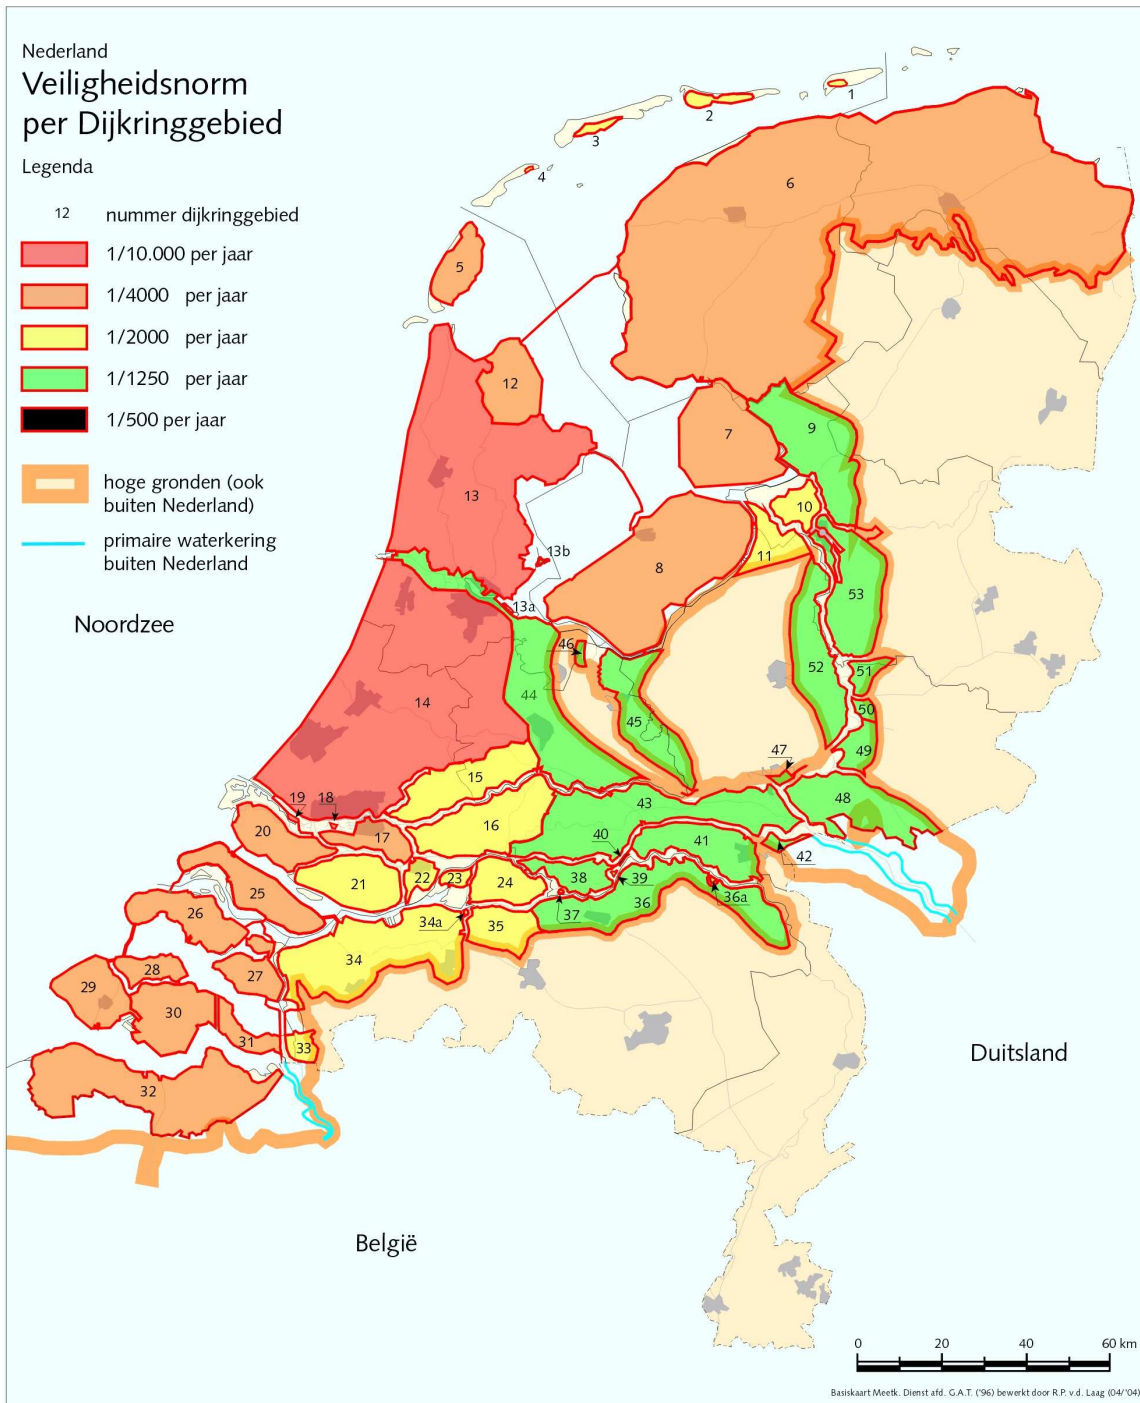 Nederland
Veiligheidsnorm
per Dijkringgebied
Legenda
12 nummer dijkringgebied
1/10.000 per jaar
1/4000 per jaar
1/2000 per jaar
1/1250 per jaar
1/500 per jaar
hoge gronden (ook
buiten Nederland)
primaire waterkering
buiten Nederland
Noordzee
1
2
3
4
5
6
7
8
9
10
11
12
13
13b
13a
14
15
16
17
18
19
20
21
22
23
24
25
26
27
28
29
30
31
32
33
34
34a
35
36
36a
37
38
39
40
41
42
43
44
45
46
47
48
49
50
51
52
53
Duitsland
België
0 20 40 60 km
Basiskaart Meetk. Dienst afd. G.A.T. ('96) bewerkt door R.P. v.d. Laag (04/'04)